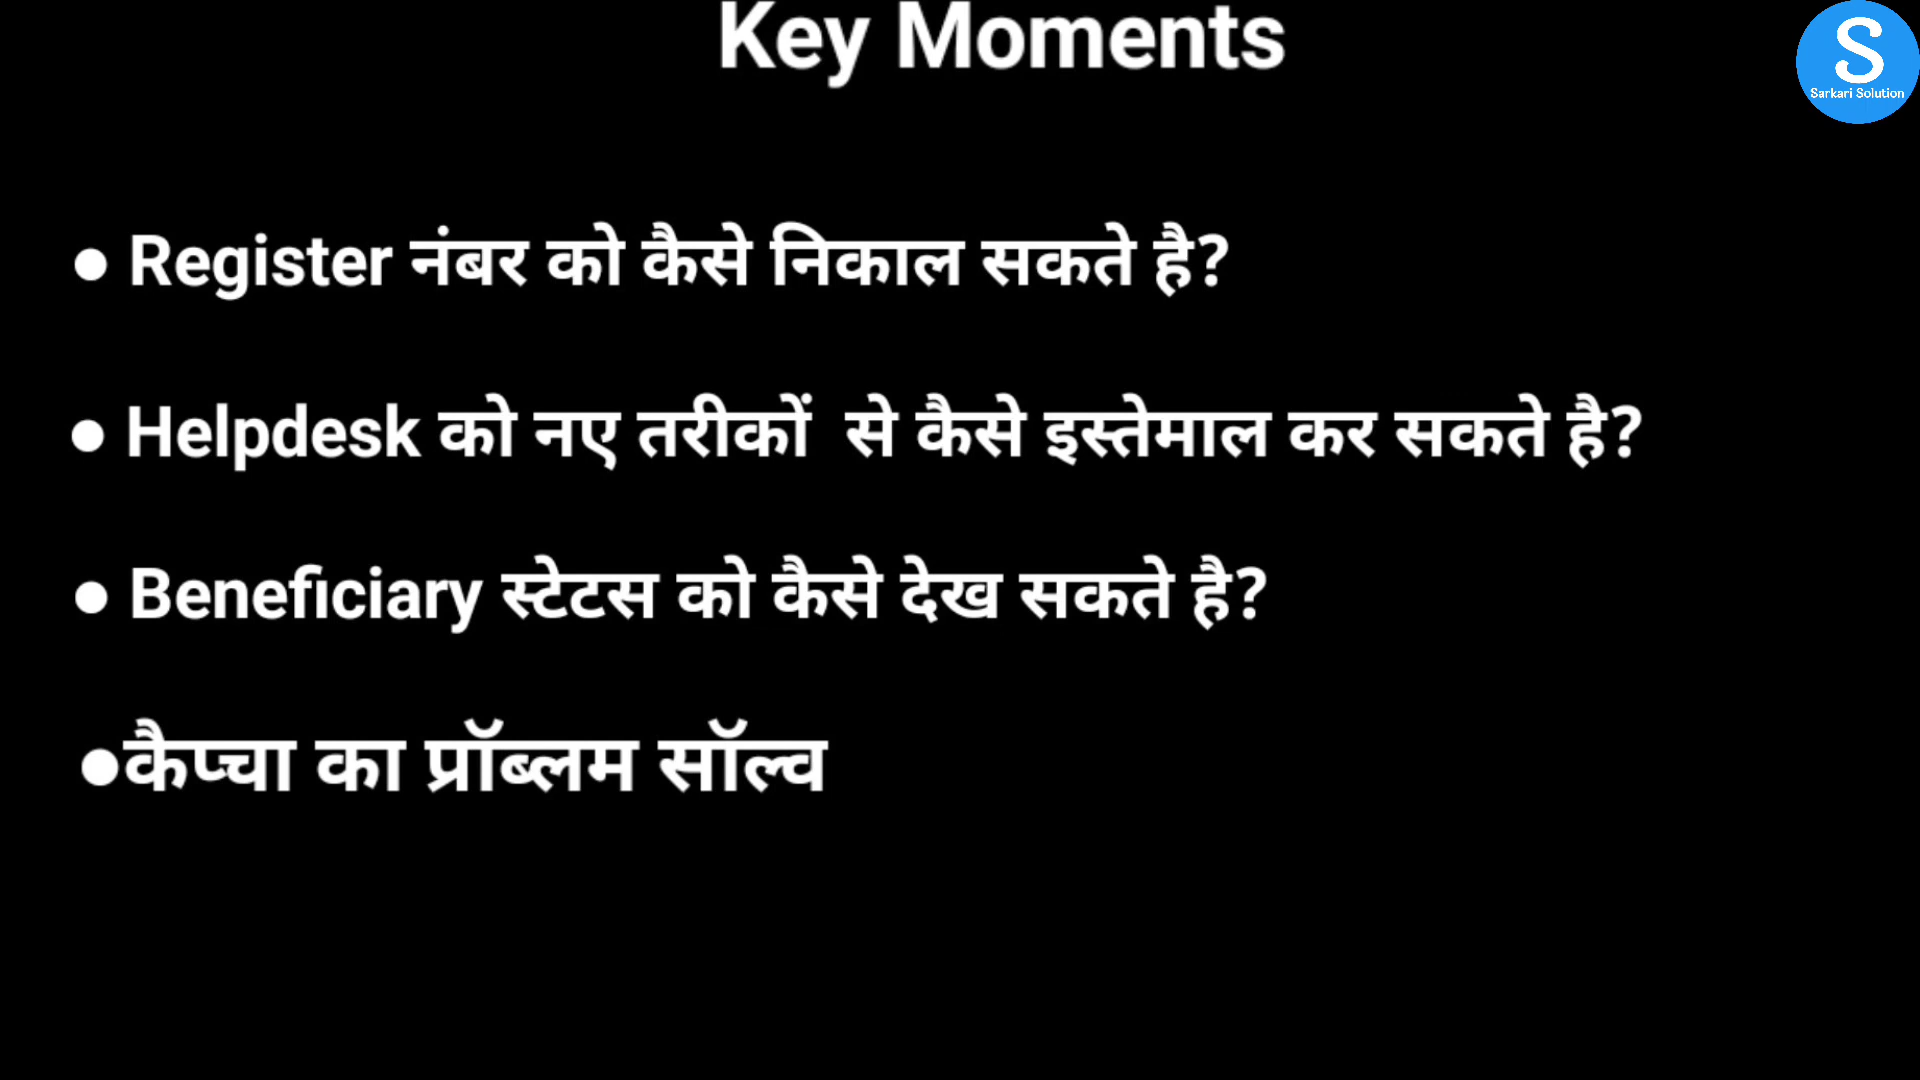 Key Moments
S
Sarkari Solution
● Register नंबर को कैसे निकाल सकते है?
● Helpdesk को नए तरीकों से कैसे इस्तेमाल कर सकते है?
● Beneficiary स्टेटस को कैसे देख सकते है?
●कैप्चा का प्रॉब्लम सॉल्व